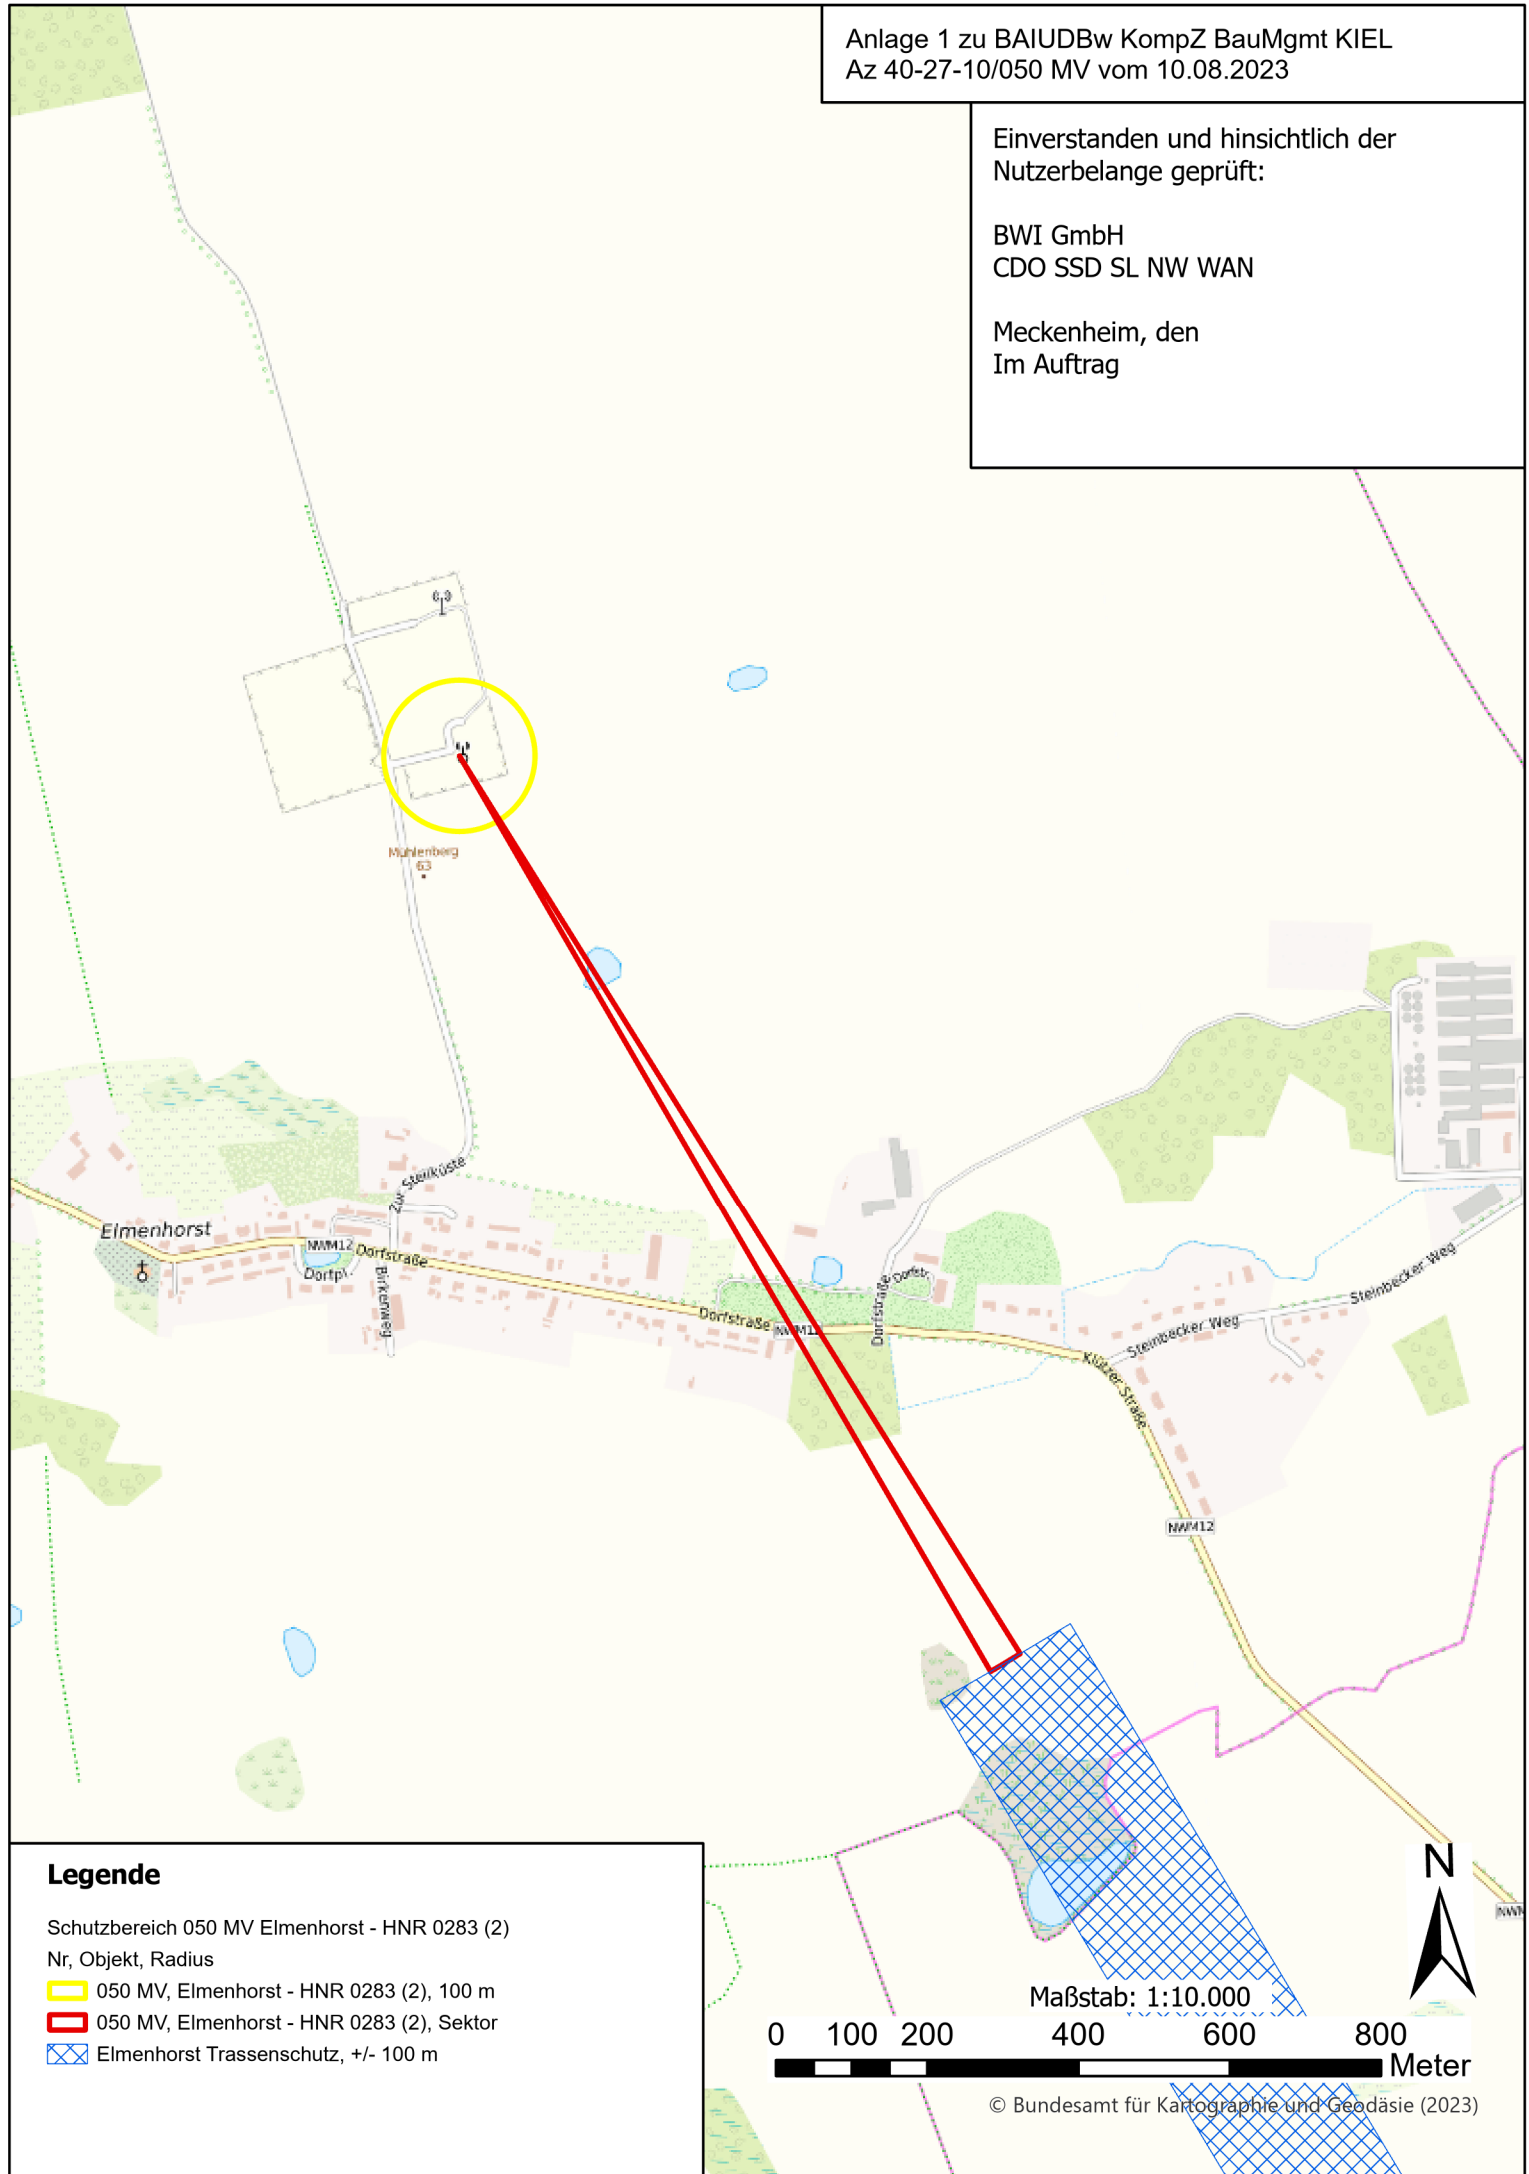 Anlage 1 zu BAIUDBw KompZ BauMgmt KIEL
Az 40-27-10/050 MV vom 10.08.2023
Einverstanden und hinsichtlich der
Nutzerbelange geprüft:
BWI GmbH
CDO SSD SL NW WAN
Meckenheim, den
Im Auftrag
Mühlenberg
63
Zur Steilküste
Elmenhorst
NWM12
Dorfstraße
Dorfpl.
Birkenweg
Dorfstraße
NWM12
Dorfstraße
Dorfstr.
Steinbecker Weg
Steinbecker Weg
Klützer Straße
NWM12
NWM
Legende
Schutzbereich 050 MV Elmenhorst - HNR 0283 (2)
Nr, Objekt, Radius
050 MV, Elmenhorst - HNR 0283 (2), 100 m
050 MV, Elmenhorst - HNR 0283 (2), Sektor
Elmenhorst Trassenschutz, +/- 100 m
N
Maßstab: 1:10.000
0 100 200 400 600 800
Meter
© Bundesamt für Kartographie und Geodäsie (2023)